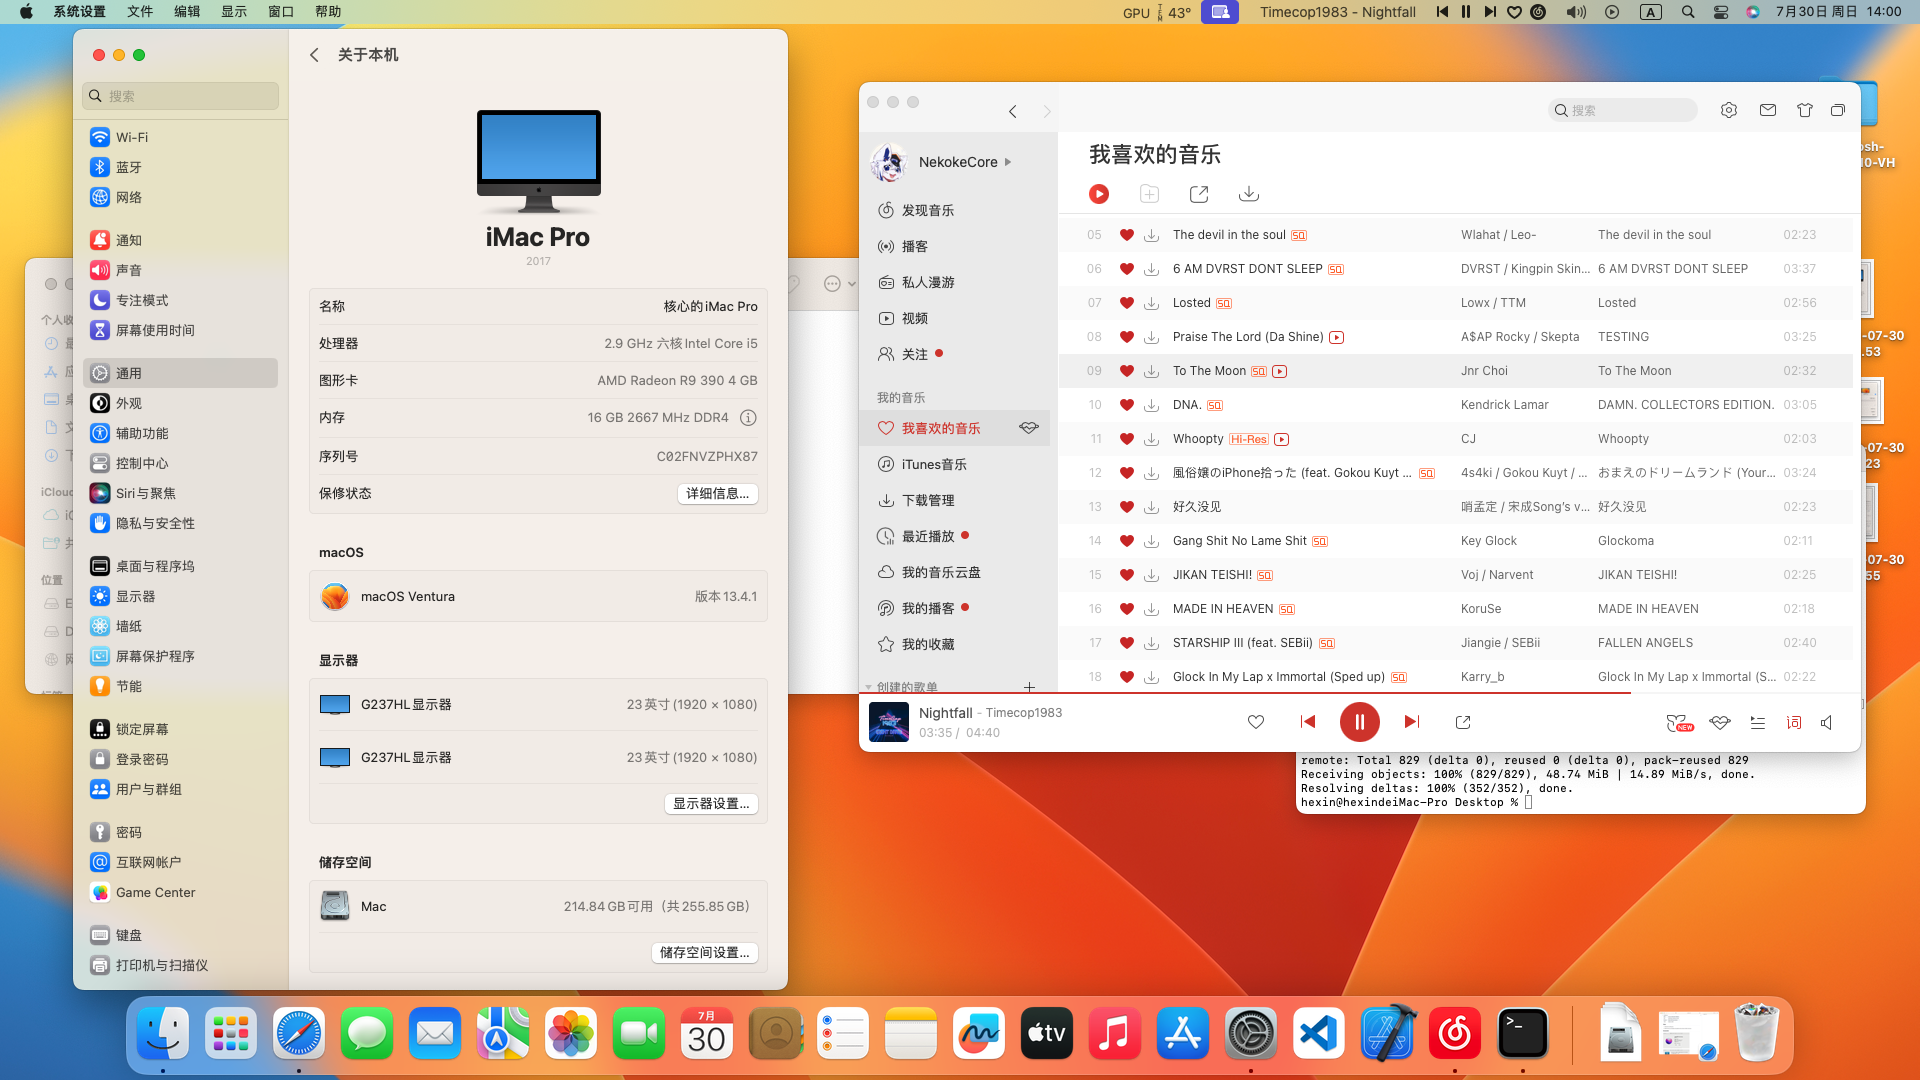 系统设置 文件 编辑 显示 窗口 帮助
GPU 43° Timecop1983 - Nightfall A 7月30日 周日 14:00
关于本机
搜索
Wi-Fi
蓝牙
网络
通知
声音
专注模式
屏幕使用时间
通用
外观
辅助功能
控制中心
Siri与聚焦
隐私与安全性
桌面与程序坞
显示器
墙纸
屏幕保护程序
节能
锁定屏幕
登录密码
用户与群组
密码
互联网帐户
Game Center
键盘
打印机与扫描仪
iMac Pro
2017
名称 核心的iMac Pro
处理器 2.9 GHz 六核Intel Core i5
图形卡 AMD Radeon R9 390 4 GB
内存 16 GB 2667 MHz DDR4
序列号 C02FNVZPHX87
保修状态 详细信息...
macOS
macOS Ventura 版本13.4.1
显示器
G237HL显示器 23英寸(1920 × 1080)
G237HL显示器 23英寸(1920 × 1080)
显示器设置...
储存空间
Mac 214.84 GB可用（共255.85 GB）
储存空间设置...
个人收
iCloud
位置
搜索
NekokeCore
发现音乐
播客
私人漫游
视频
关注
我的音乐
我喜欢的音乐
iTunes音乐
下载管理
最近播放
我的音乐云盘
我的播客
我的收藏
创建的歌单
我喜欢的音乐
05 The devil in the soul SQ Wlahat / Leo- The devil in the soul 02:23
06 6 AM DVRST DONT SLEEP SQ DVRST / Kingpin Skin... 6 AM DVRST DONT SLEEP 03:37
07 Losted SQ Lowx / TTM Losted 02:56
08 Praise The Lord (Da Shine) A$AP Rocky / Skepta TESTING 03:25
09 To The Moon SQ Jnr Choi To The Moon 02:32
10 DNA. SQ Kendrick Lamar DAMN. COLLECTORS EDITION. 03:05
11 Whoopty Hi-Res CJ Whoopty 02:03
12 風俗嬢のiPhone拾った (feat. Gokou Kuyt ... SQ 4s4ki / Gokou Kuyt / ... おまえのドリームランド (Your... 03:24
13 好久没见 哨孟定 / 宋成Song's v... 好久没见 02:23
14 Gang Shit No Lame Shit SQ Key Glock Glockoma 02:11
15 JIKAN TEISHI! SQ Voj / Narvent JIKAN TEISHI! 02:25
16 MADE IN HEAVEN SQ KoruSe MADE IN HEAVEN 02:18
17 STARSHIP III (feat. SEBii) SQ Jiangie / SEBii FALLEN ANGELS 02:40
18 Glock In My Lap x Immortal (Sped up) SQ Karry_b Glock In My Lap x Immortal (S... 02:22
Nightfall - Timecop1983
03:35 / 04:40
NEW
词
remote: Total 829 (delta 0), reused 0 (delta 0), pack-reused 829
Receiving objects: 100% (829/829), 48.74 MiB | 14.89 MiB/s, done.
Resolving deltas: 100% (352/352), done.
hexin@hexindeiMac-Pro Desktop %
osh-
10-VH
-07-30
.53
-07-30
23
-07-30
55
7月
30
tv
>_